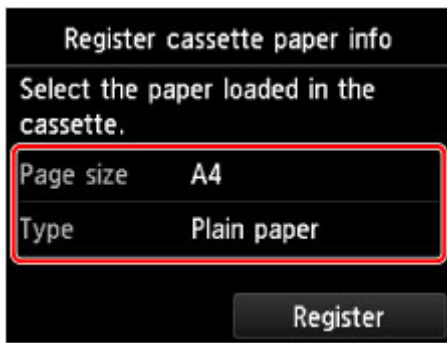 Register cassette paper info
Select the paper loaded in the
cassette.
Page size A4
Type Plain paper
Register